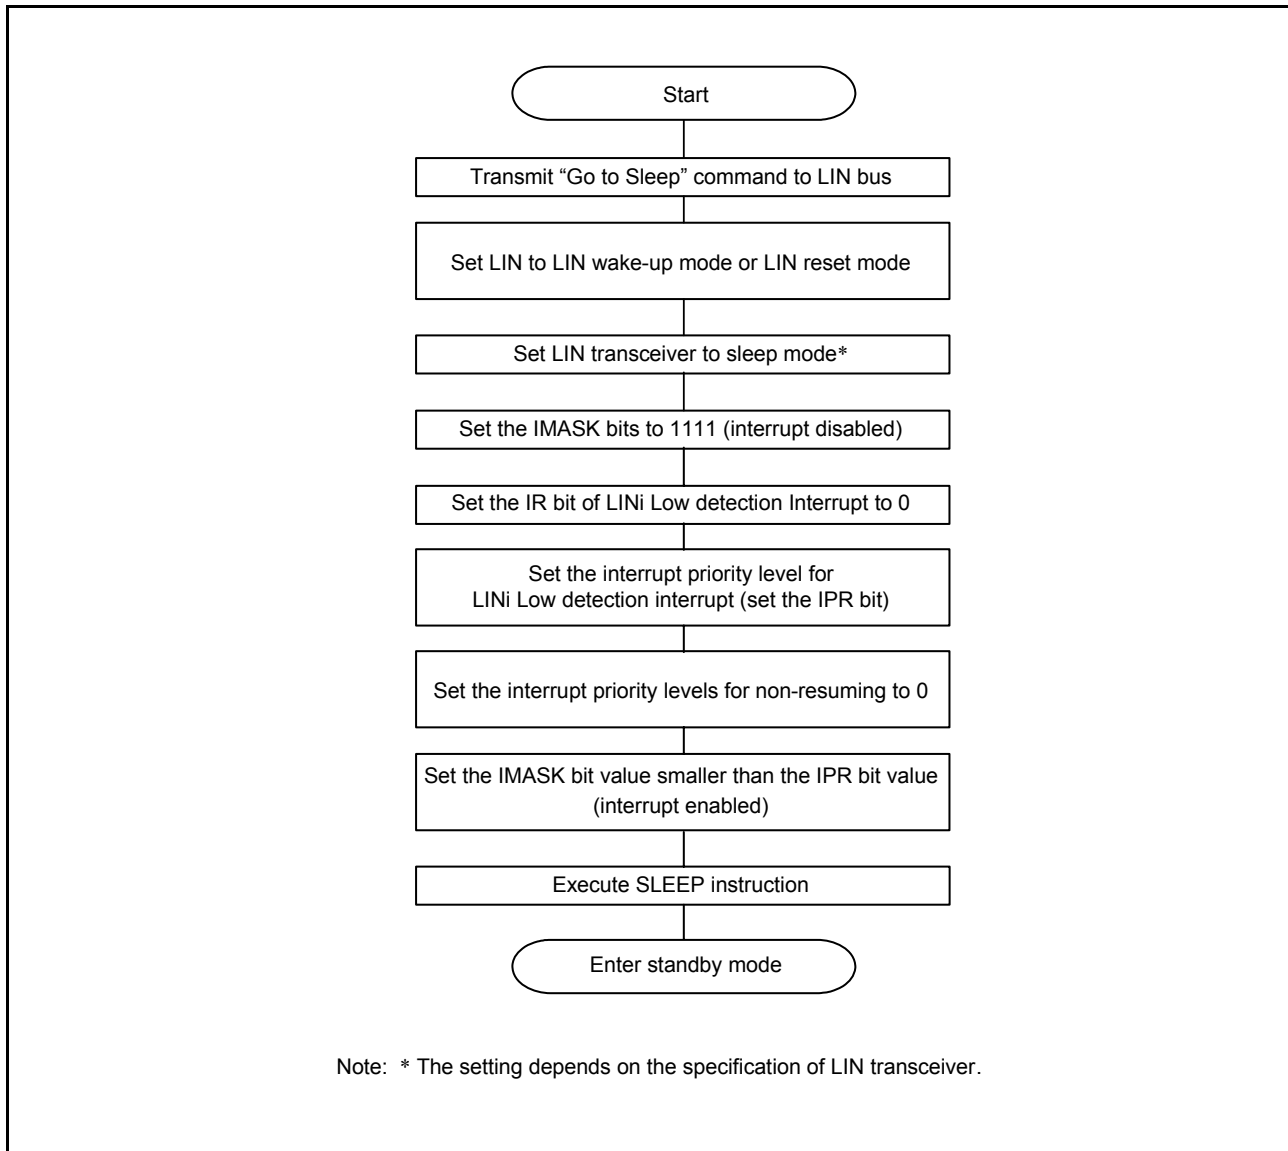 Start
Transmit “Go to Sleep” command to LIN bus
Set LIN to LIN wake-up mode or LIN reset mode
Set LIN transceiver to sleep mode*
Set the IMASK bits to 1111 (interrupt disabled)
Set the IR bit of LINi Low detection Interrupt to 0
Set the interrupt priority level for
LINi Low detection interrupt (set the IPR bit)
Set the interrupt priority levels for non-resuming to 0
Set the IMASK bit value smaller than the IPR bit value
(interrupt enabled)
Execute SLEEP instruction
Enter standby mode
Note: * The setting depends on the specification of LIN transceiver.